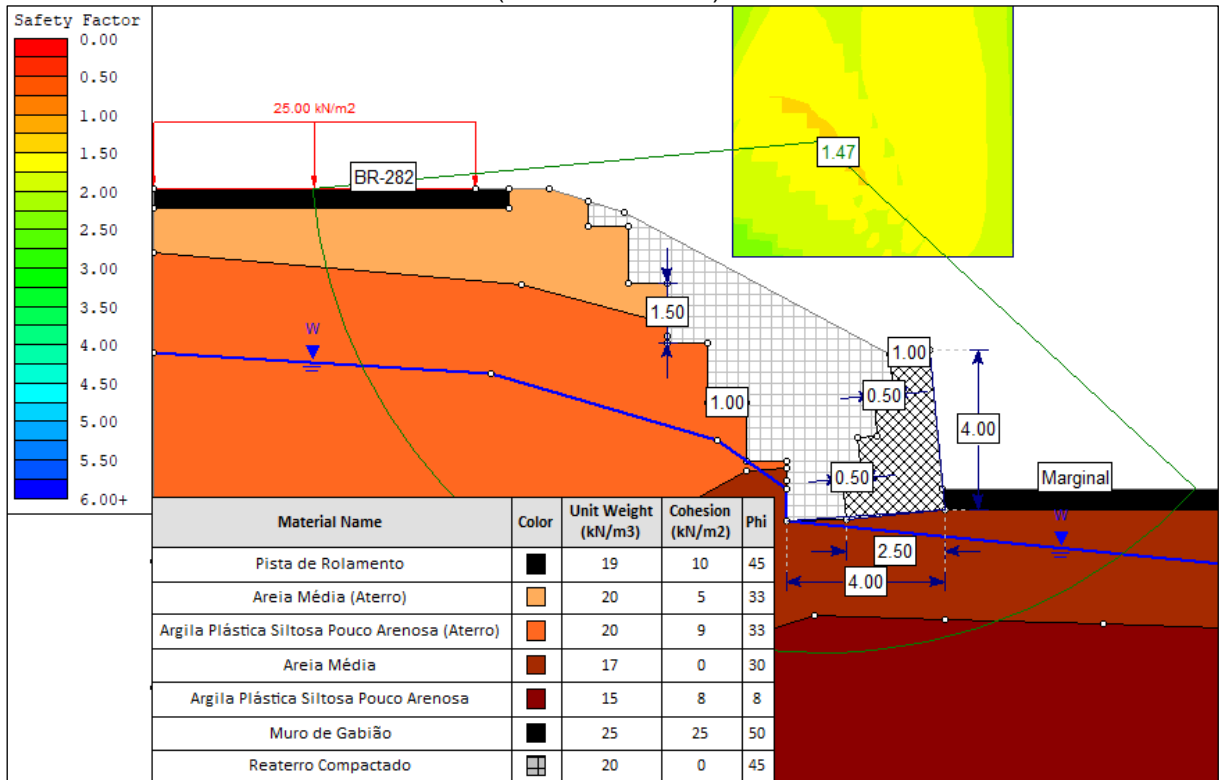 Safety Factor
0.00
0.50
1.00
1.50
2.00
2.50
3.00
3.50
4.00
4.50
5.00
5.50
6.00+
25.00 kN/m2
BR-282
1.47
W
1.50
1.00
1.00
0.50
0.50
4.00
Marginal
W
2.50
4.00
Material Name Color Unit Weight (kN/m3) Cohesion (kN/m2) Phi
Pista de Rolamento 19 10 45
Areia Média (Aterro) 20 5 33
Argila Plástica Siltosa Pouco Arenosa (Aterro) 20 9 33
Areia Média 17 0 30
Argila Plástica Siltosa Pouco Arenosa 15 8 8
Muro de Gabião 25 25 50
Reaterro Compactado 20 0 45